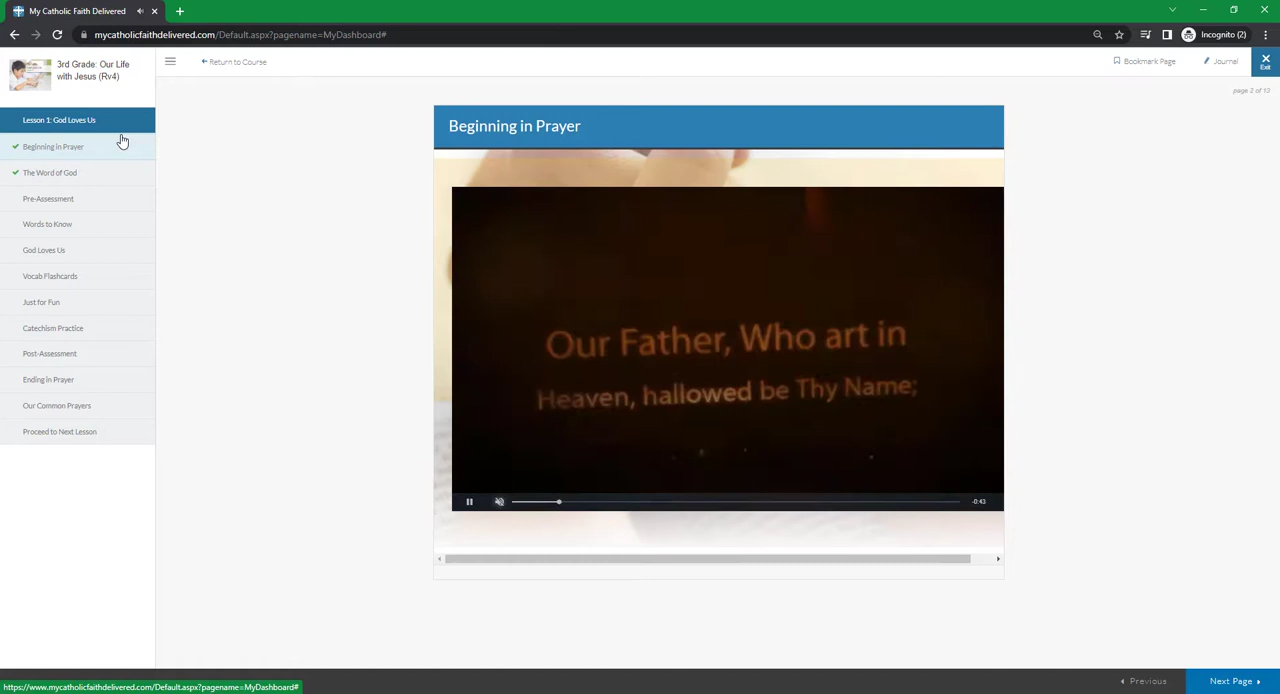 My Catholic Faith Delivered
mycatholicfaithdelivered.com/Default.aspx?pagename=MyDashboard#
Incognito (2)
3rd Grade: Our Life
with Jesus (Rv4)
Return to Course
Bookmark Page
Journal
Exit
page 2 of 13
Lesson 1: God Loves Us
Beginning in Prayer
The Word of God
Pre-Assessment
Words to Know
God Loves Us
Vocab Flashcards
Just for Fun
Catechism Practice
Post-Assessment
Ending in Prayer
Our Common Prayers
Proceed to Next Lesson
Beginning in Prayer
Our Father, Who art in
Heaven, hallowed be Thy Name;
-0:43
Previous
Next Page
https://www.mycatholicfaithdelivered.com/Default.aspx?pagename=MyDashboard#